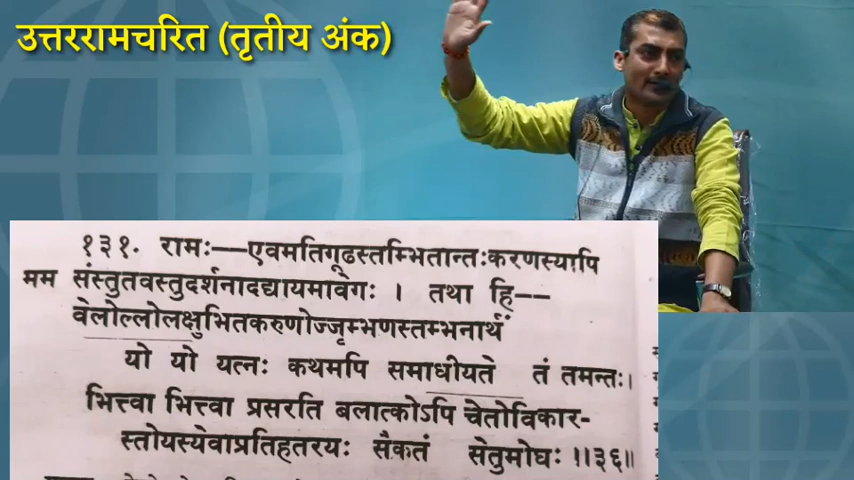 उत्तररामचरित (तृतीय अंक)
१३१. रामः——एवमतिगूढस्तम्भितान्तःकरणस्यापि
मम संस्तुतवस्तुदर्शनादद्यायमावेगः । तथा हि——
वेलोल्लोलक्षुभितकरुणोज्जृम्भणस्तम्भनार्थं
यो यो यत्नः कथमपि समाधीयते तं तमन्तः।
भित्त्वा भित्त्वा प्रसरति बलात्कोऽपि चेतोविकार-
स्तोयस्येवाप्रतिहतरयः सैकतं सेतुमोघः ॥३६॥